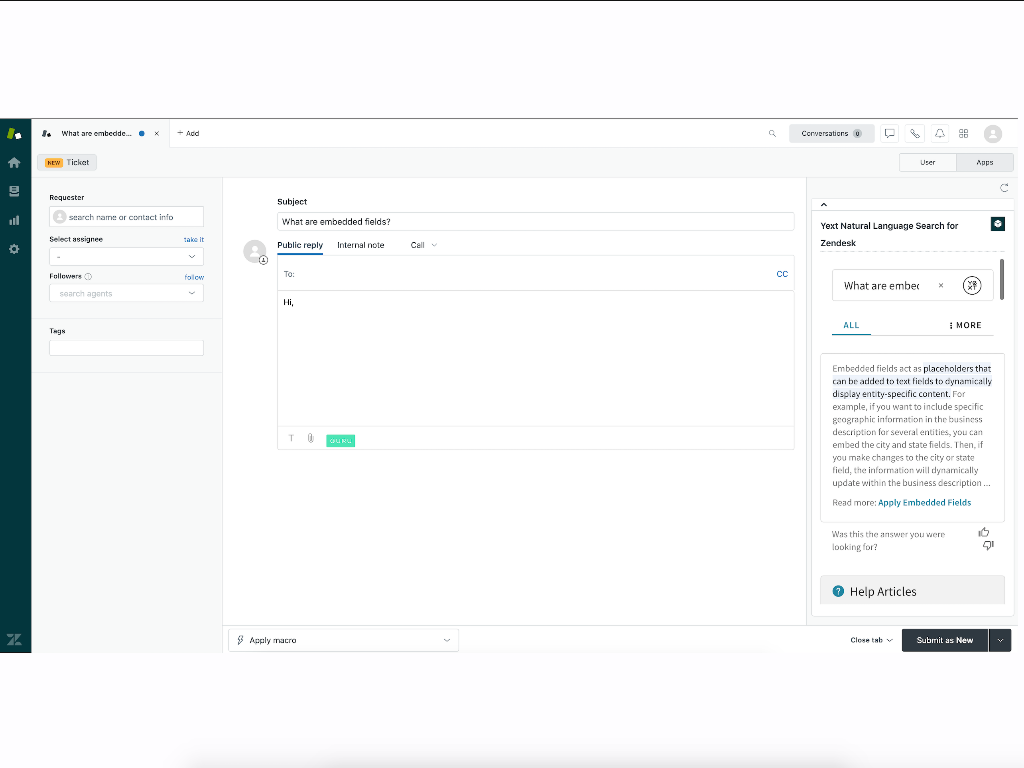 What are embedde...
+ Add
Conversations 0
NEW Ticket
User
Apps
Requester
search name or contact info
Select assignee
take it
-
Followers
follow
search agents
Tags
Subject
What are embedded fields?
Public reply
Internal note
Call
To:
CC
Hi,
T
Yext Natural Language Search for
Zendesk
What are embec
ALL
MORE
Embedded fields act as placeholders that
can be added to text fields to dynamically
display entity-specific content. For
example, if you want to include specific
geographic information in the business
description for several entities, you can
embed the city and state fields. Then, if
you make changes to the city or state
field, the information will dynamically
update within the business description ...
Read more: Apply Embedded Fields
Was this the answer you were
looking for?
Help Articles
Apply macro
Close tab
Submit as New